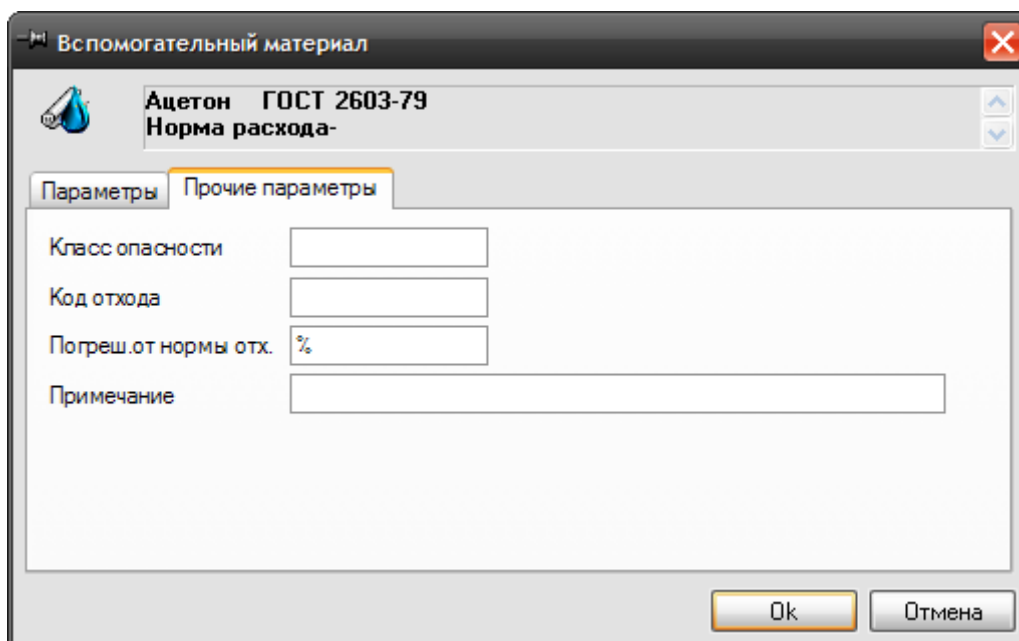 Вспомогательный материал
Ацетон ГОСТ 2603-79
Норма расхода-
Параметры Прочие параметры
Класс опасности
Код отхода
Погреш.от нормы отх. %
Примечание
Ok Отмена